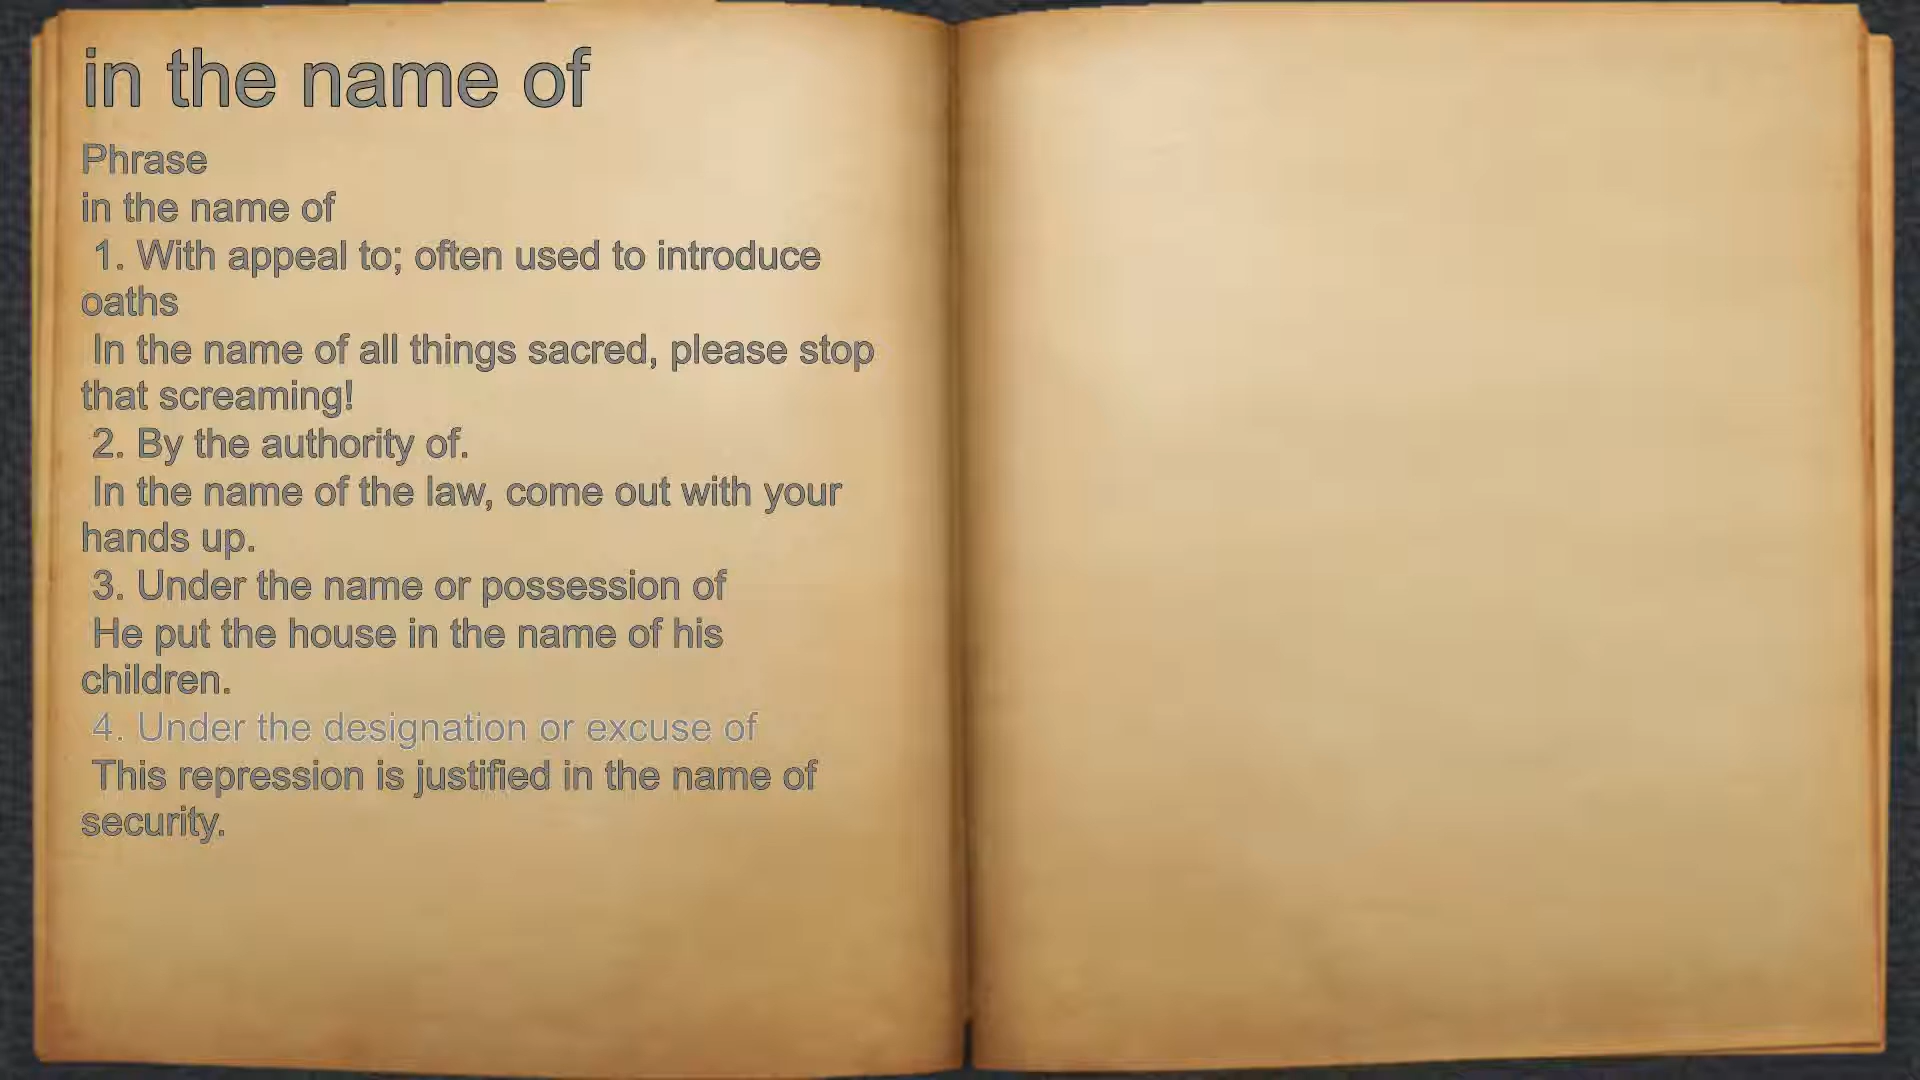 in the name of
Phrase
in the name of
1. With appeal to; often used to introduce
oaths
In the name of all things sacred, please stop
that screaming!
2. By the authority of.
In the name of the law, come out with your
hands up.
3. Under the name or possession of
He put the house in the name of his
children.
4. Under the designation or excuse of
This repression is justified in the name of
security.